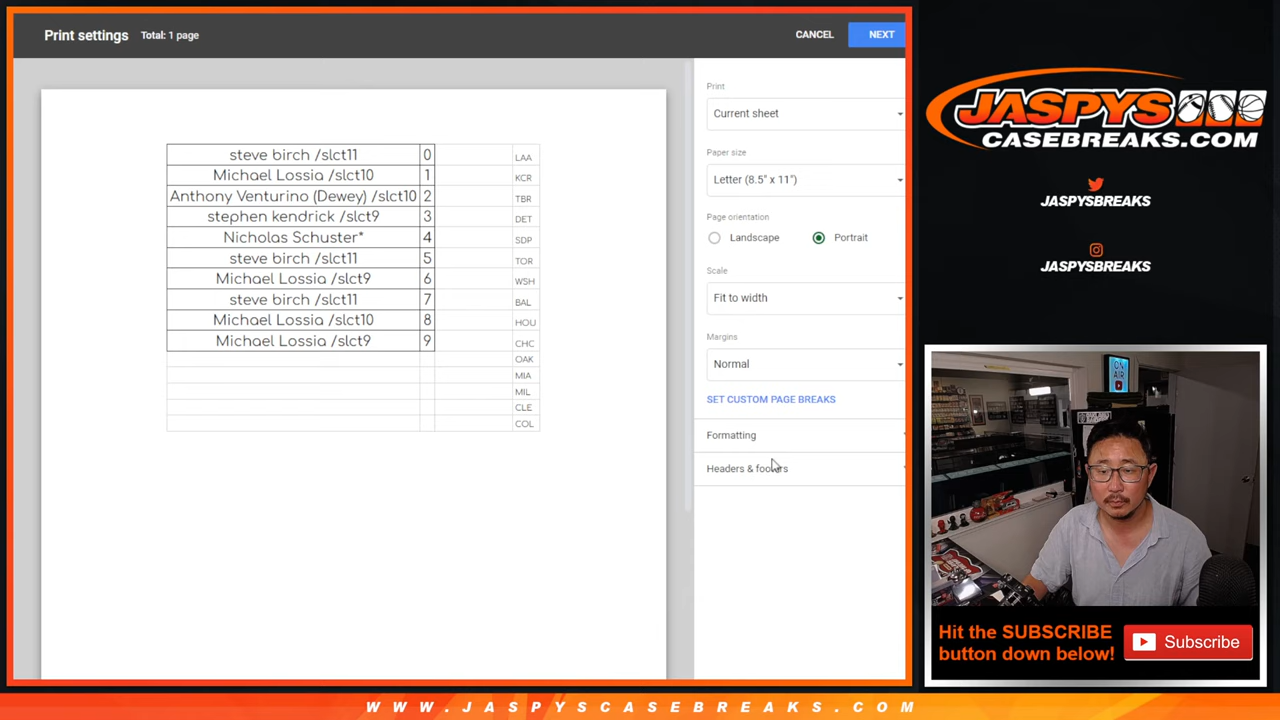 Print settings
Total: 1 page
CANCEL
NEXT
steve birch /slct11 0 LAA
Michael Lossia /slct10 1 KCR
Anthony Venturino (Dewey) /slct10 2 TBR
stephen kendrick /slct9 3 DET
Nicholas Schuster* 4 SDP
steve birch /slct11 5 TOR
Michael Lossia /slct9 6 WSH
steve birch /slct11 7 BAL
Michael Lossia /slct10 8 HOU
Michael Lossia /slct9 9 CHC
OAK
MIA
MIL
CLE
COL
Print
Current sheet
Paper size
Letter (8.5" x 11")
Page orientation
Landscape
Portrait
Scale
Fit to width
Margins
Normal
SET CUSTOM PAGE BREAKS
Formatting
Headers & footers
JASPYS
CASEBREAKS.COM
JASPYSBREAKS
JASPYSBREAKS
ON AIR
Hit the SUBSCRIBE
button down below!
Subscribe
WWW.JASPYSCASEBREAKS.COM